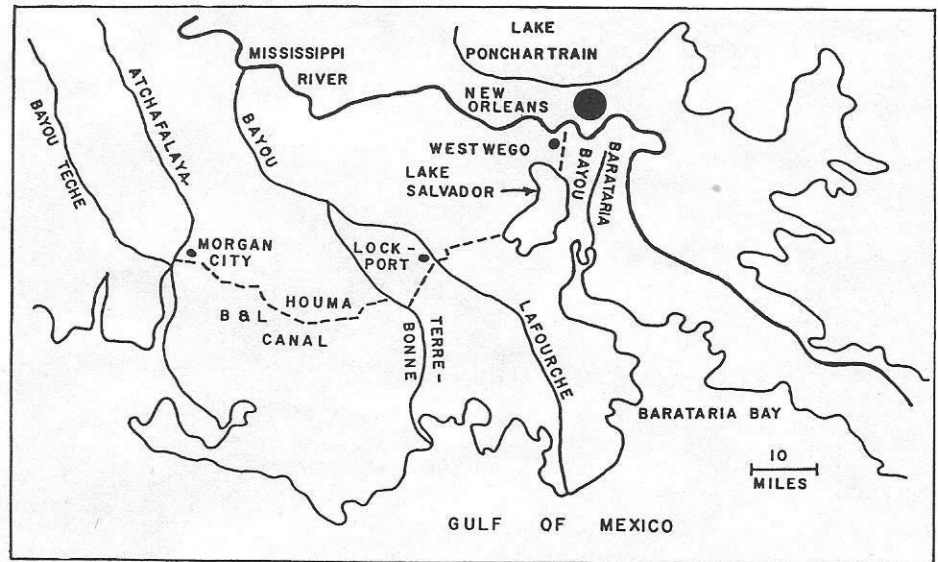 LAKE
PONCHARTRAIN
MISSISSIPPI
RIVER
NEW
ORLEANS
ATCHAFALAYA
BAYOU TECHE
BAYOU
WESTWEGO
BAYOU
BARATARIA
LAKE
SALVADOR
MORGAN
CITY
LOCK-
PORT
HOUMA
B & L
CANAL
TERRE-
BONNE
LAFOURCHE
BARATARIA BAY
10
MILES
GULF OF MEXICO